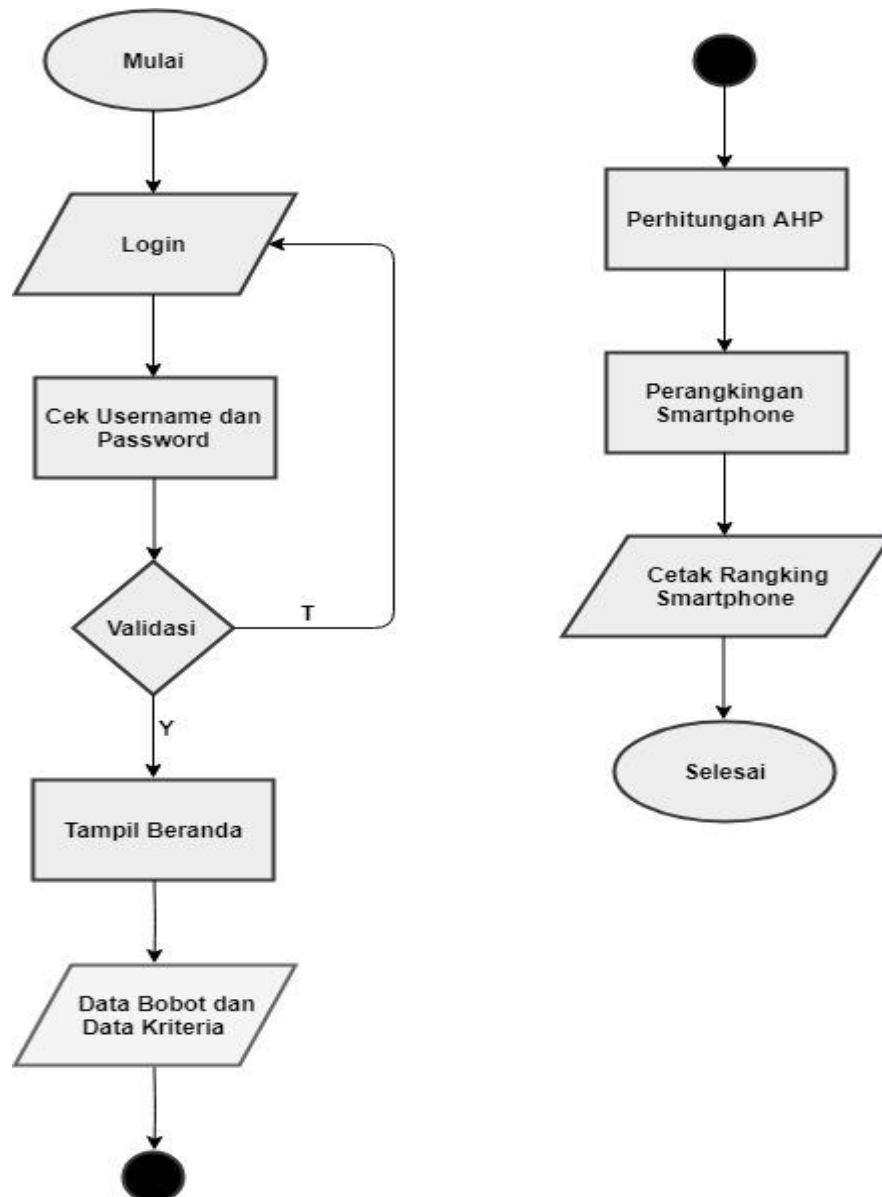 Mulai
Login
Cek Username dan
Password
Validasi
T
Y
Tampil Beranda
Data Bobot dan
Data Kriteria
Perhitungan AHP
Perangkingan
Smartphone
Cetak Rangking
Smartphone
Selesai